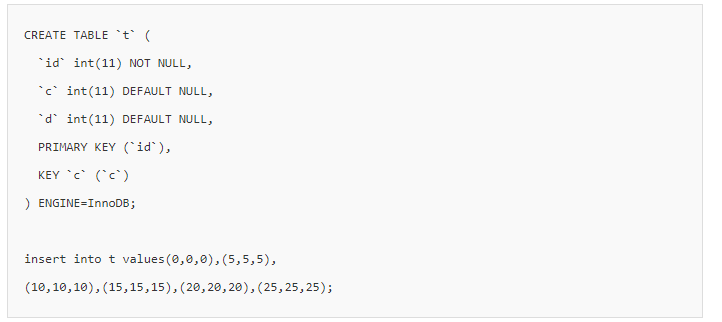 CREATE TABLE `t` (
  `id` int(11) NOT NULL,
  `c` int(11) DEFAULT NULL,
  `d` int(11) DEFAULT NULL,
  PRIMARY KEY (`id`),
  KEY `c` (`c`)
) ENGINE=InnoDB;
insert into t values(0,0,0),(5,5,5),
(10,10,10),(15,15,15),(20,20,20),(25,25,25);